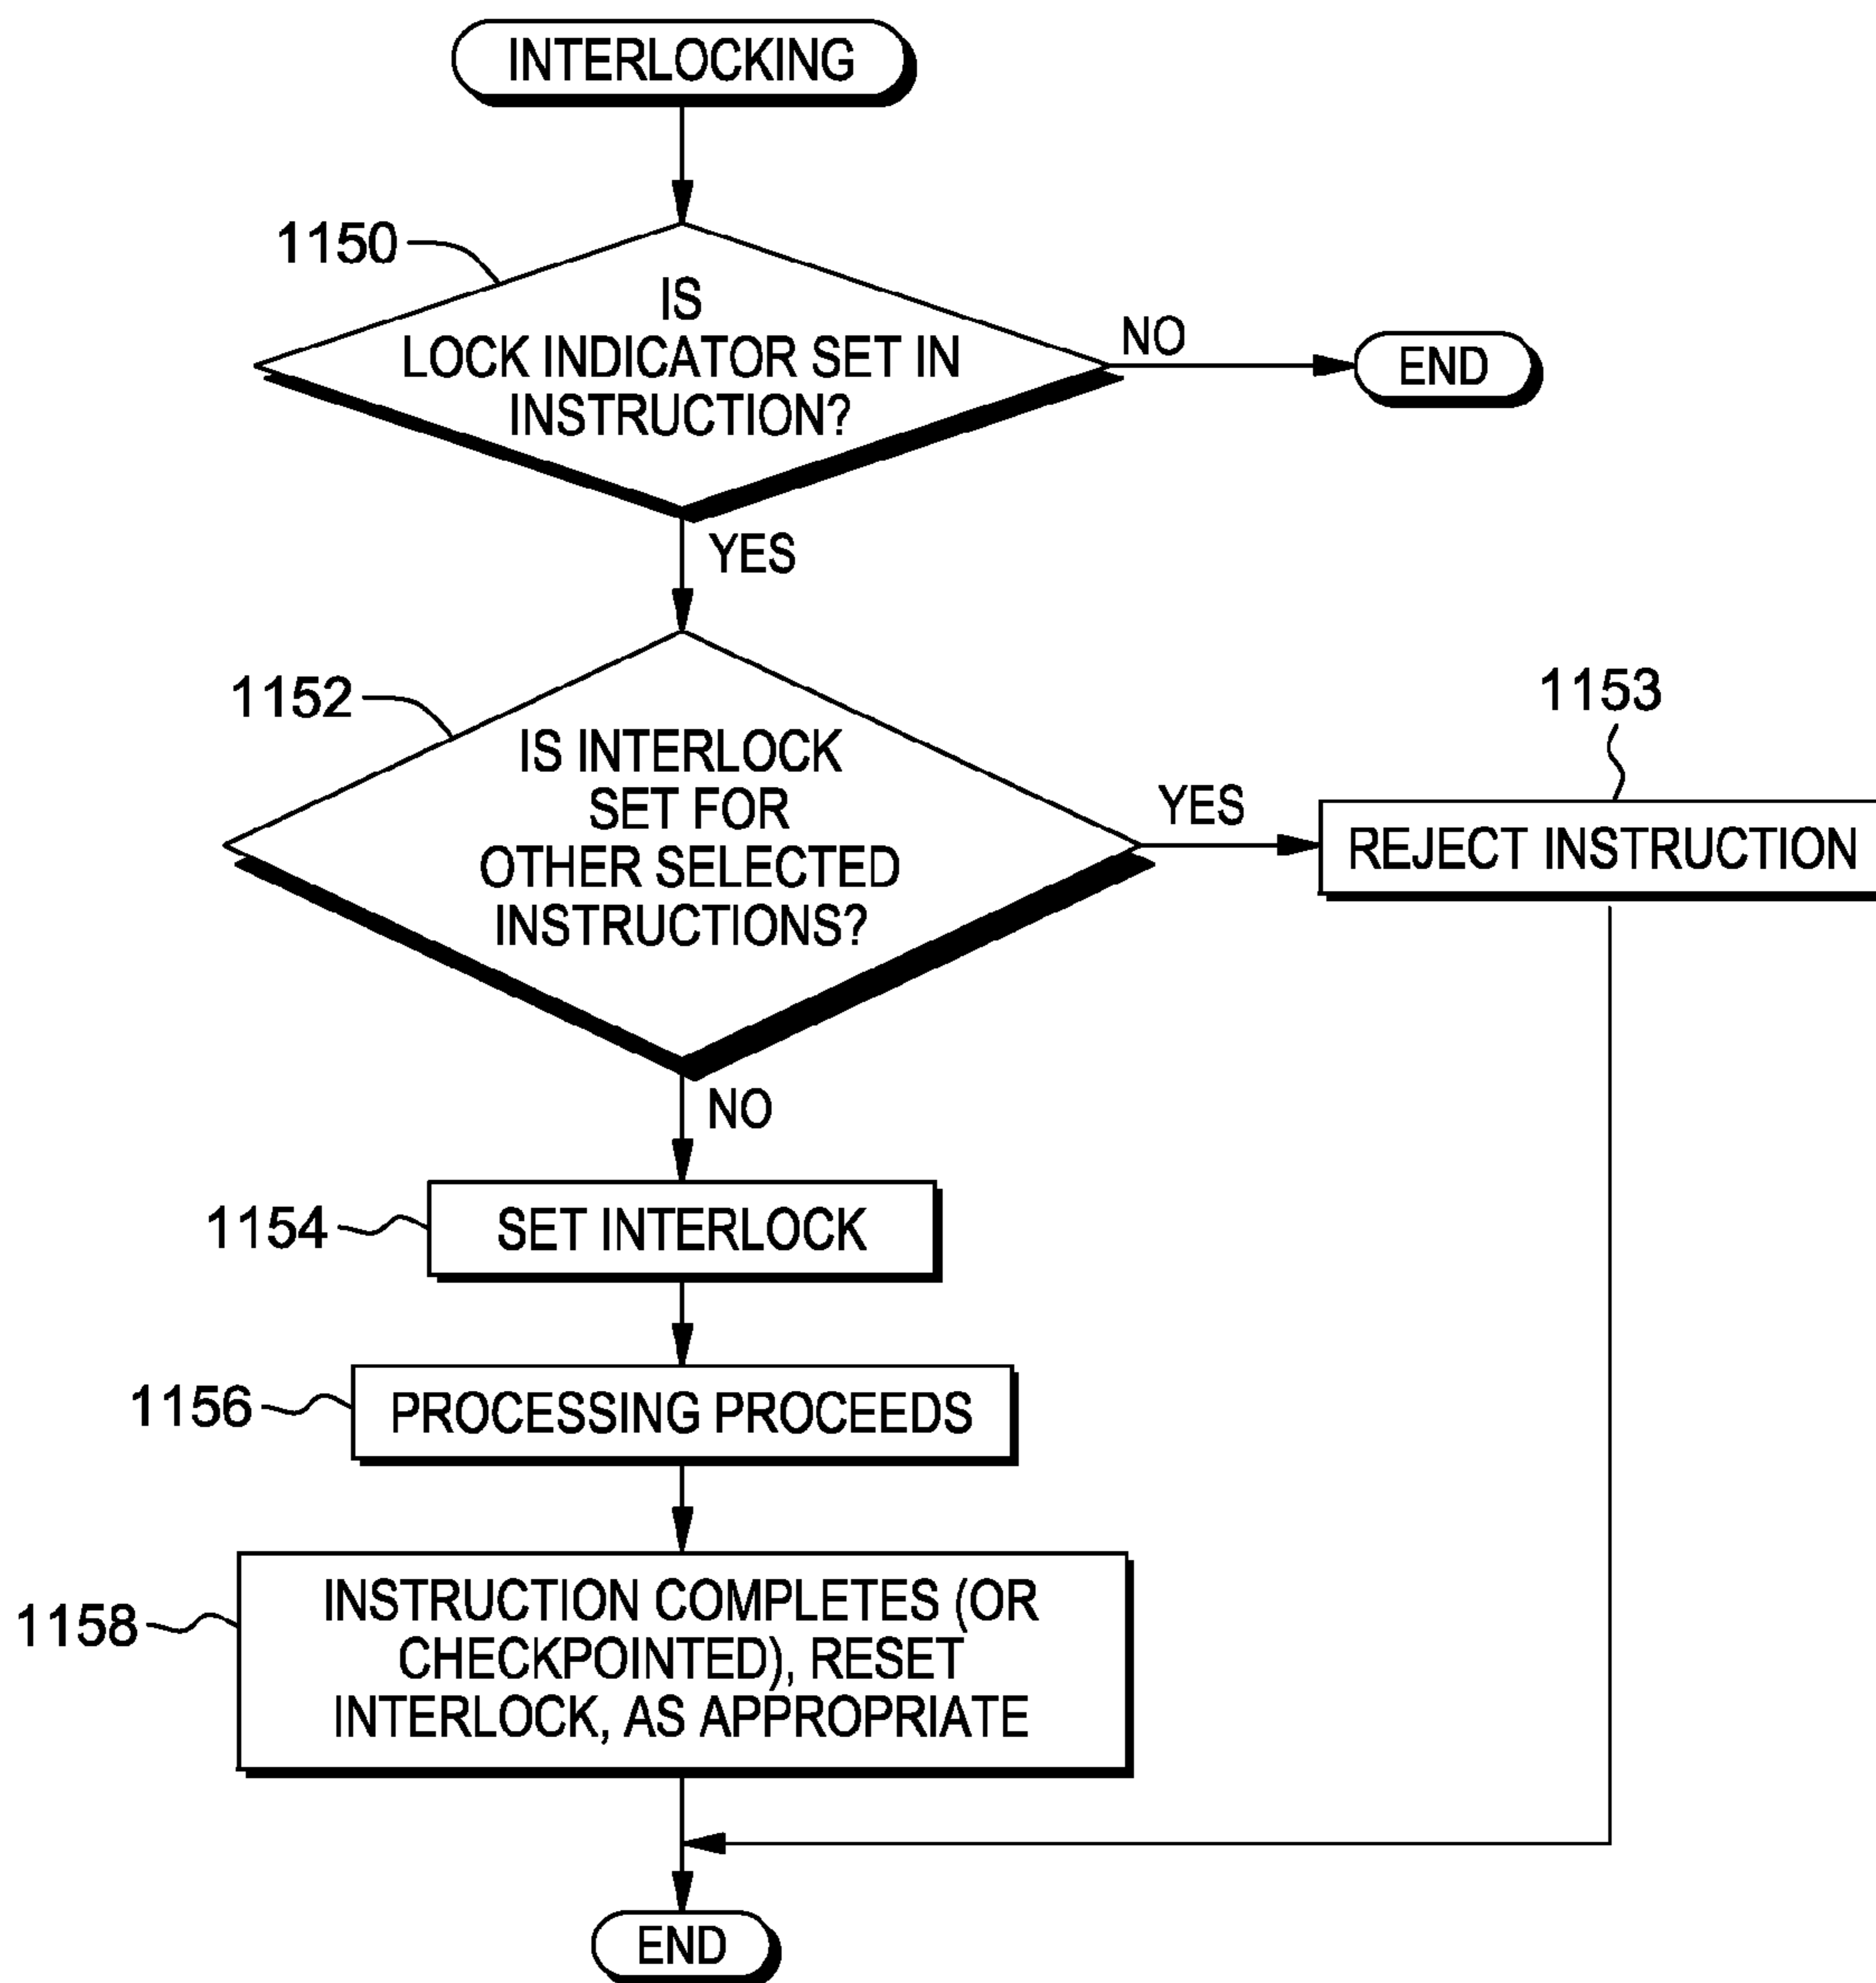 INTERLOCKING
1150
IS
LOCK INDICATOR SET IN
INSTRUCTION?
NO
END
YES
1152
IS INTERLOCK
SET FOR
OTHER SELECTED
INSTRUCTIONS?
YES
1153
REJECT INSTRUCTION
NO
1154
SET INTERLOCK
1156
PROCESSING PROCEEDS
1158
INSTRUCTION COMPLETES (OR
CHECKPOINTED), RESET
INTERLOCK, AS APPROPRIATE
END